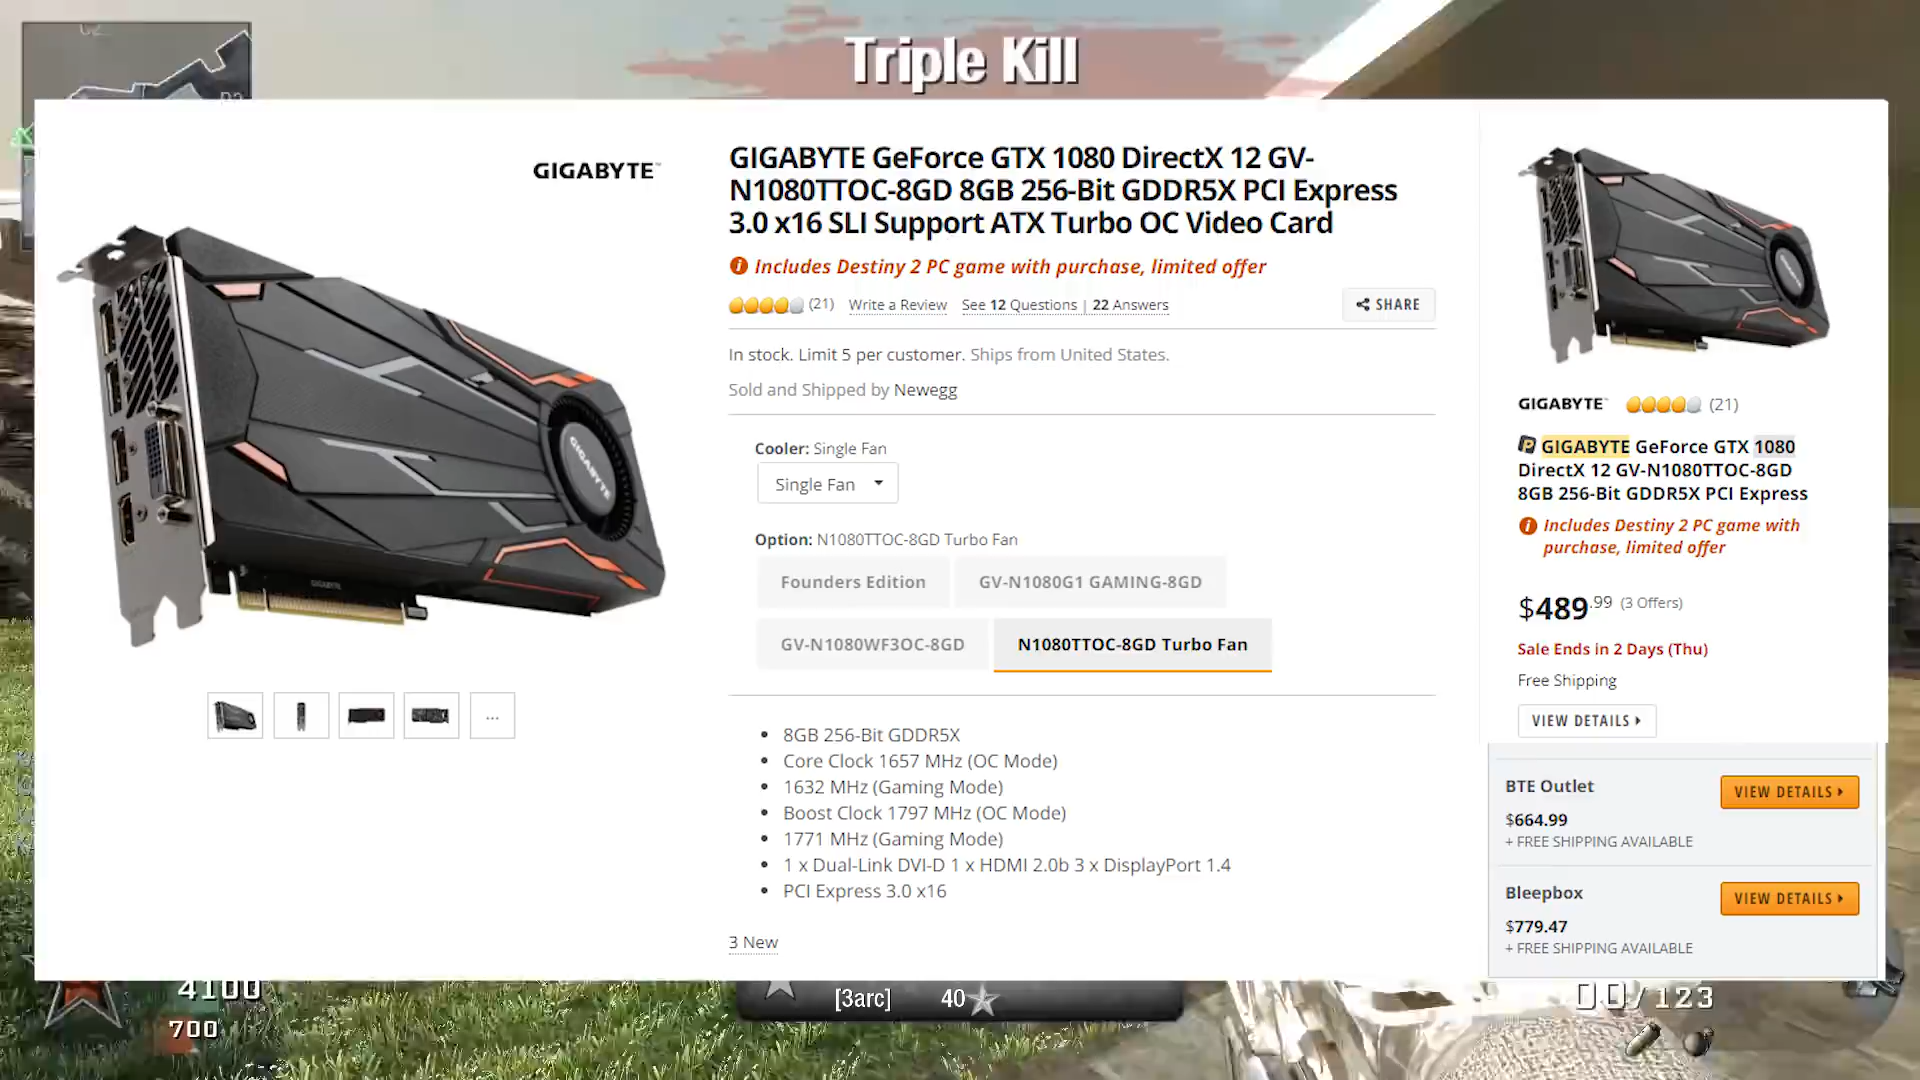 Triple Kill
GIGABYTE™
GIGABYTE GeForce GTX 1080 DirectX 12 GV-
N1080TTOC-8GD 8GB 256-Bit GDDR5X PCI Express
3.0 x16 SLI Support ATX Turbo OC Video Card
Includes Destiny 2 PC game with purchase, limited offer
(21) Write a Review See 12 Questions | 22 Answers
SHARE
In stock. Limit 5 per customer. Ships from United States.
Sold and Shipped by Newegg
Cooler: Single Fan
Single Fan
Option: N1080TTOC-8GD Turbo Fan
Founders Edition
GV-N1080G1 GAMING-8GD
GV-N1080WF3OC-8GD
N1080TTOC-8GD Turbo Fan
GIGABYTE
GIGABYTE
...
• 8GB 256-Bit GDDR5X
• Core Clock 1657 MHz (OC Mode)
• 1632 MHz (Gaming Mode)
• Boost Clock 1797 MHz (OC Mode)
• 1771 MHz (Gaming Mode)
• 1 x Dual-Link DVI-D 1 x HDMI 2.0b 3 x DisplayPort 1.4
• PCI Express 3.0 x16
3 New
GIGABYTE™ (21)
GIGABYTE GeForce GTX 1080
DirectX 12 GV-N1080TTOC-8GD
8GB 256-Bit GDDR5X PCI Express
Includes Destiny 2 PC game with
purchase, limited offer
$489.99 (3 Offers)
Sale Ends in 2 Days (Thu)
Free Shipping
VIEW DETAILS
BTE Outlet
VIEW DETAILS
$664.99
+ FREE SHIPPING AVAILABLE
Bleepbox
VIEW DETAILS
$779.47
+ FREE SHIPPING AVAILABLE
4100
700
[3arc] 40
00/123